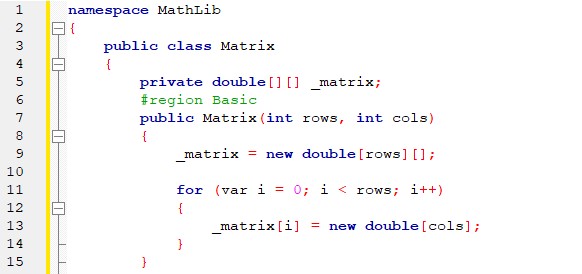 1 namespace MathLib
2 {
3 public class Matrix
4 {
5 private double[][] _matrix;
6 #region Basic
7 public Matrix(int rows, int cols)
8 {
9 _matrix = new double[rows][];
10
11 for (var i = 0; i < rows; i++)
12 {
13 _matrix[i] = new double[cols];
14 }
15 }